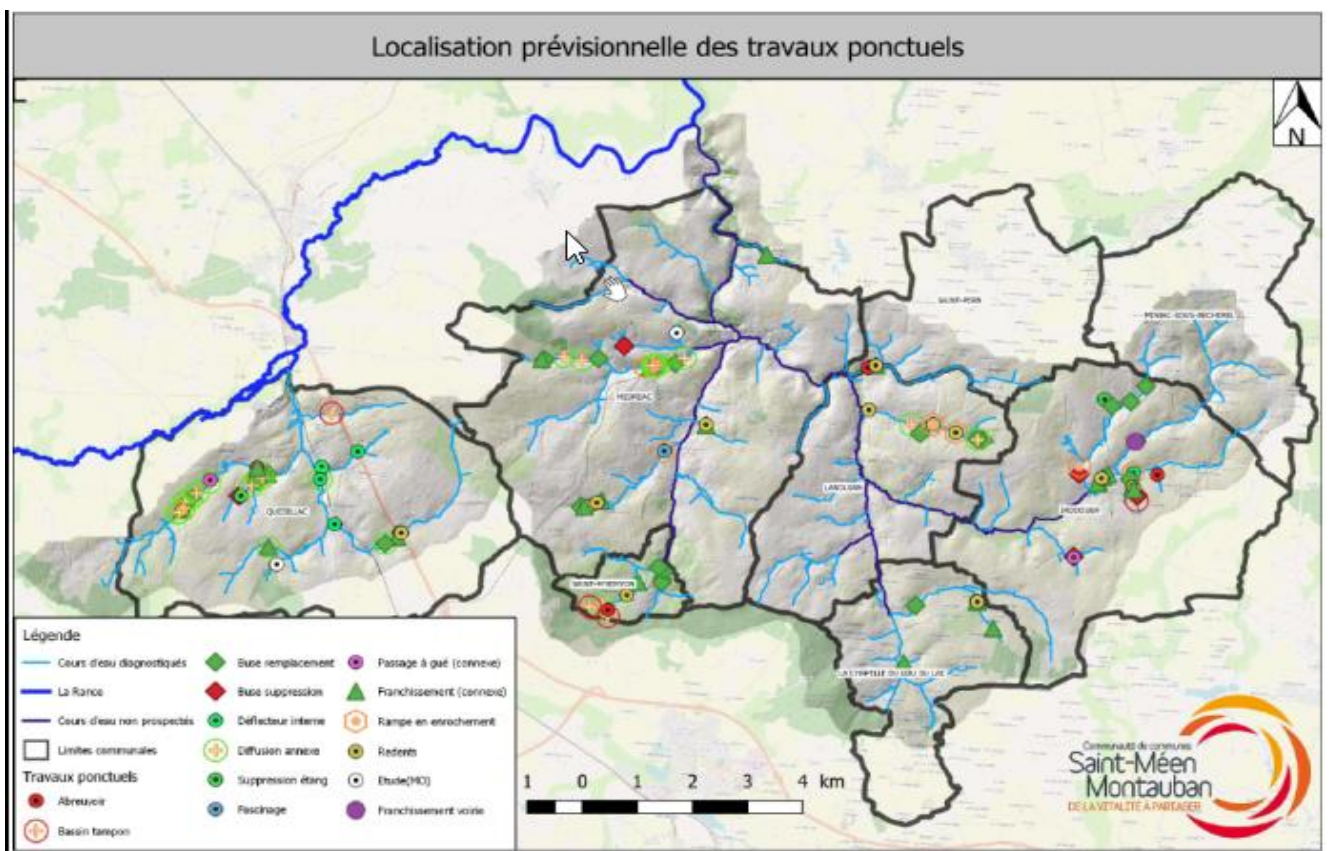 Localisation prévisionnelle des travaux ponctuels
N
SAINT-PERN
MINIAC-SOUS-BECHEREL
MEDREAC
LANDUJAN
QUEDILLAC
IRODOUER
LA CHAPELLE DU LOU DU LAC
Légende
Cours d'eau diagnostiqués
La Rance
Cours d'eau non prospectés
Limites communales
Travaux ponctuels
Abreuvoir
Bassin tampon
Buse remplacement
Buse suppression
Déflecteur interne
Diffusion annexe
Suppression étang
Fascinage
Passage à gué (connexe)
Franchissement (connexe)
Rampe en enrochement
Redents
Etude(MO)
Franchissement voirie
1 0 1 2 3 4 km
Communauté de communes
Saint-Méen
Montauban
DE LA VITALITÉ À PARTAGER